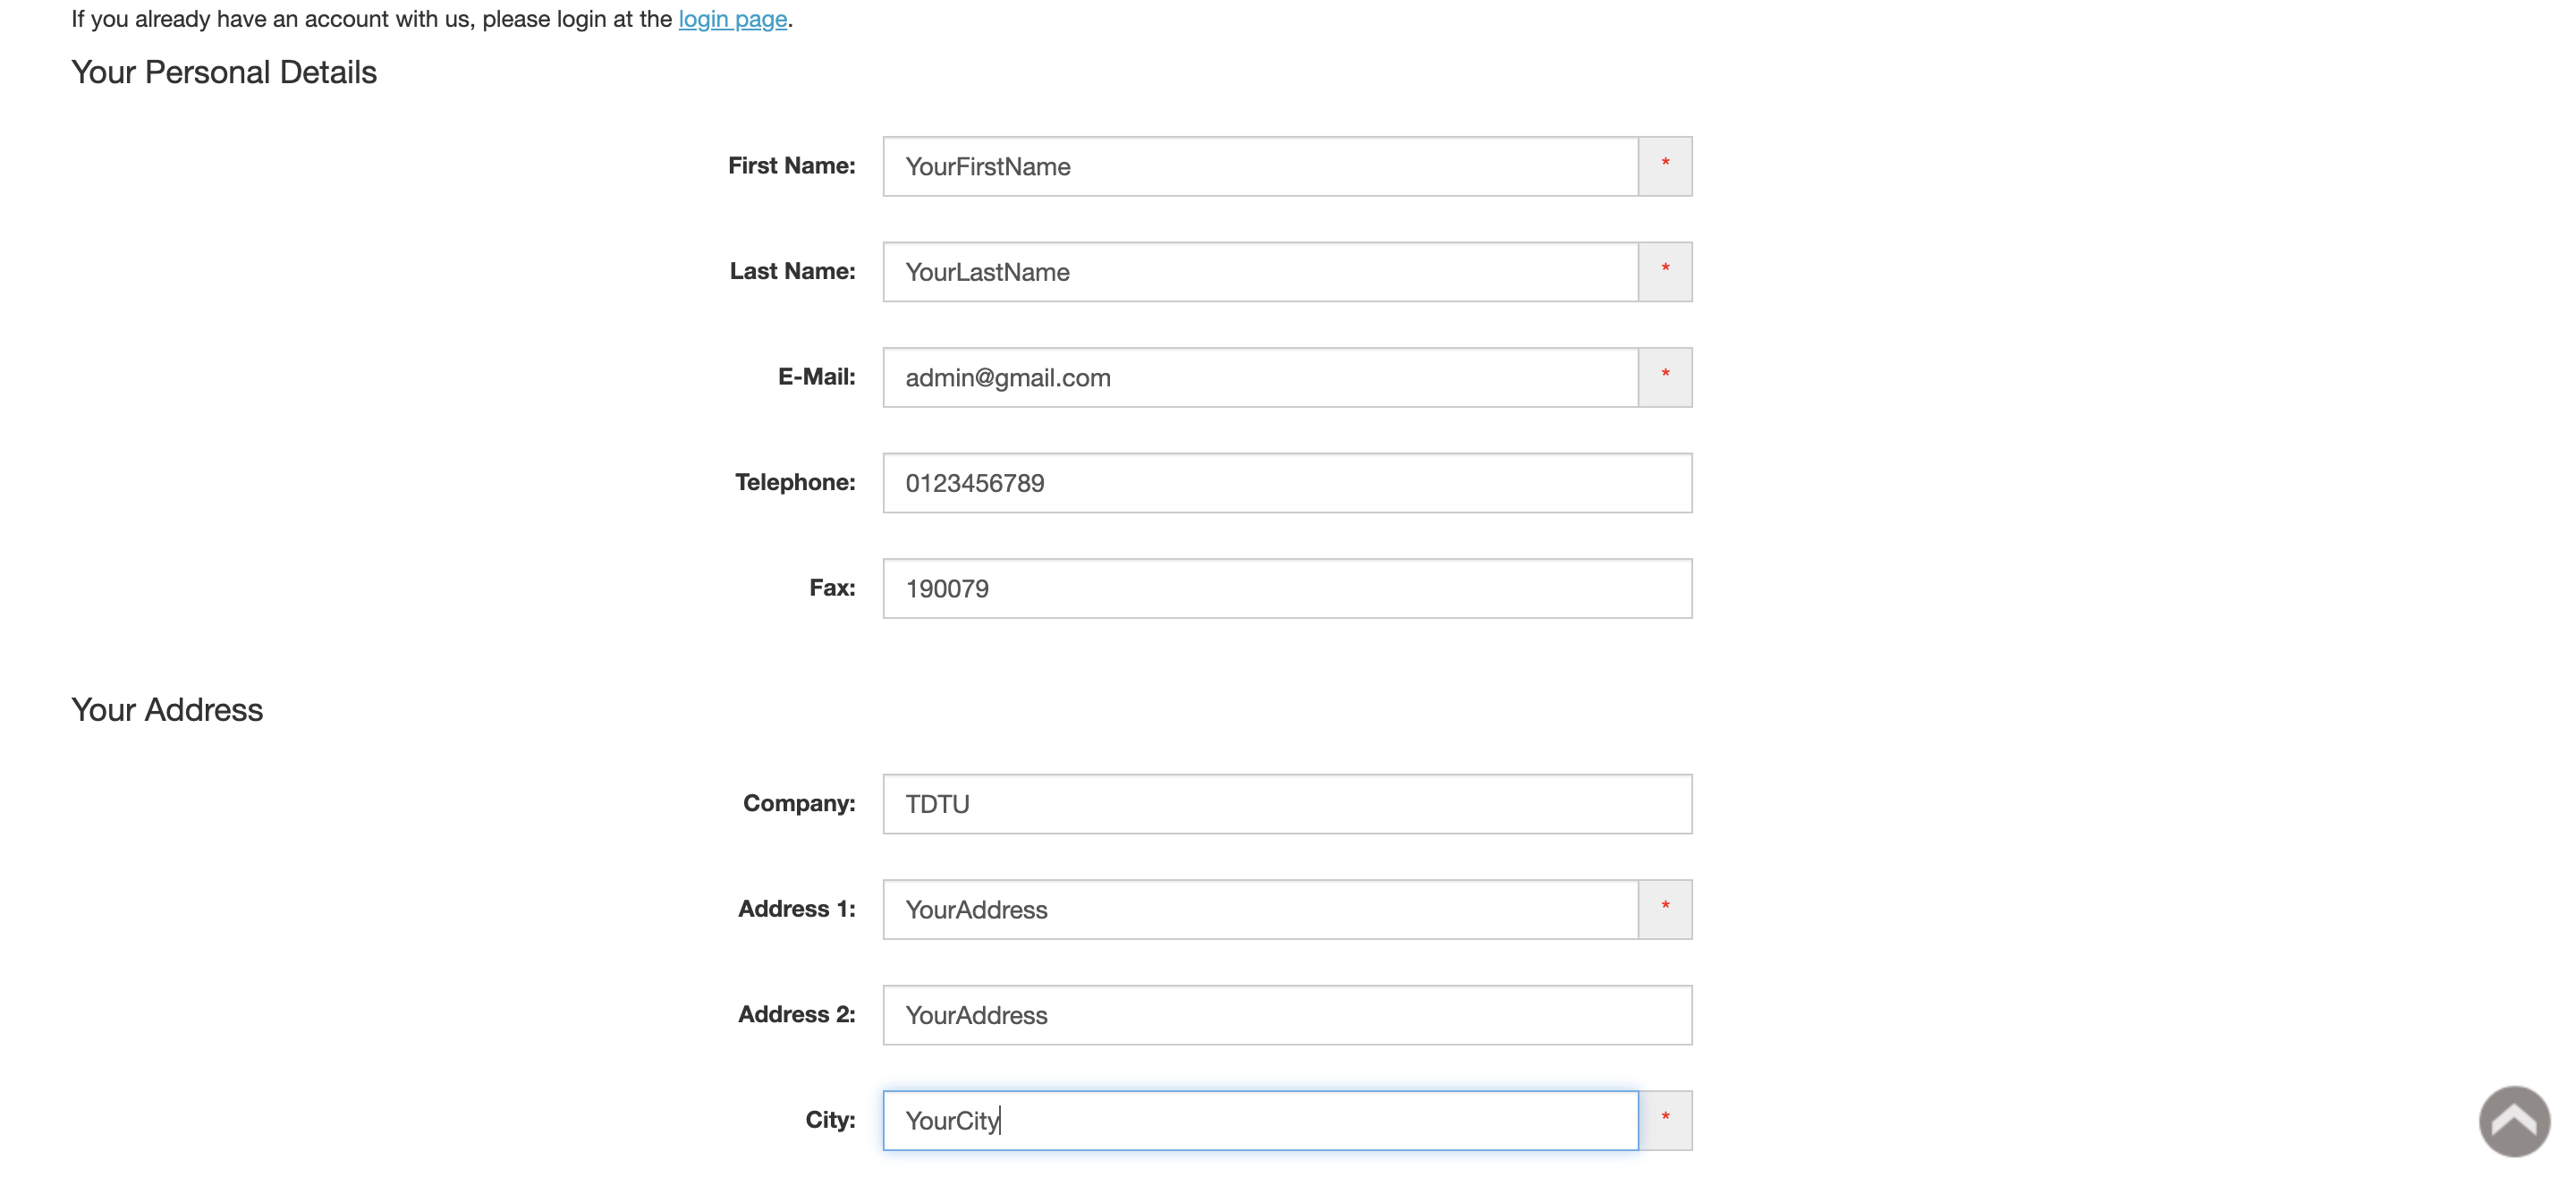 If you already have an account with us, please login at the login page.
Your Personal Details
First Name: YourFirstName *
Last Name: YourLastName *
E-Mail: admin@gmail.com *
Telephone: 0123456789
Fax: 190079
Your Address
Company: TDTU
Address 1: YourAddress *
Address 2: YourAddress
City: YourCity *